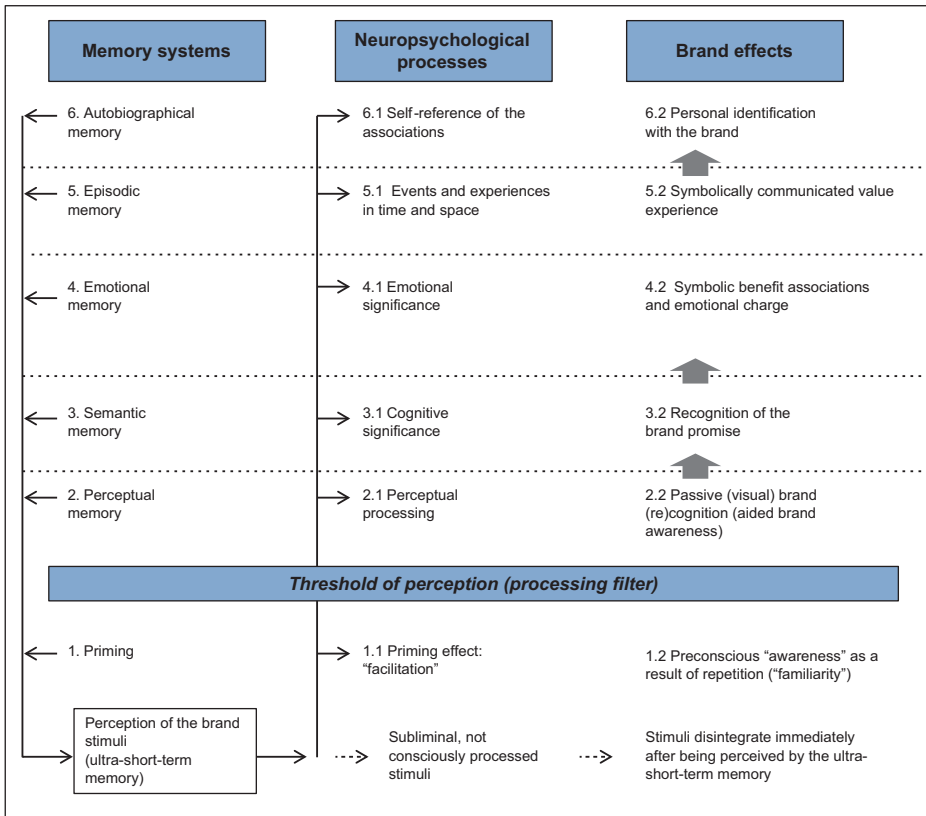 Memory systems
Neuropsychological
processes
Brand effects
6. Autobiographical
memory
6.1 Self-reference of the
associations
6.2 Personal identification
with the brand
5. Episodic
memory
5.1 Events and experiences
in time and space
5.2 Symbolically communicated value
experience
4. Emotional
memory
4.1 Emotional
significance
4.2 Symbolic benefit associations
and emotional charge
3. Semantic
memory
3.1 Cognitive
significance
3.2 Recognition of the
brand promise
2. Perceptual
memory
2.1 Perceptual
processing
2.2 Passive (visual) brand
(re)cognition (aided brand
awareness)
Threshold of perception (processing filter)
1. Priming
1.1 Priming effect:
“facilitation”
1.2 Preconscious “awareness” as a
result of repetition (“familiarity”)
Perception of the brand
stimuli
(ultra-short-term
memory)
Subliminal, not
consciously processed
stimuli
Stimuli disintegrate immediately
after being perceived by the ultra-
short-term memory